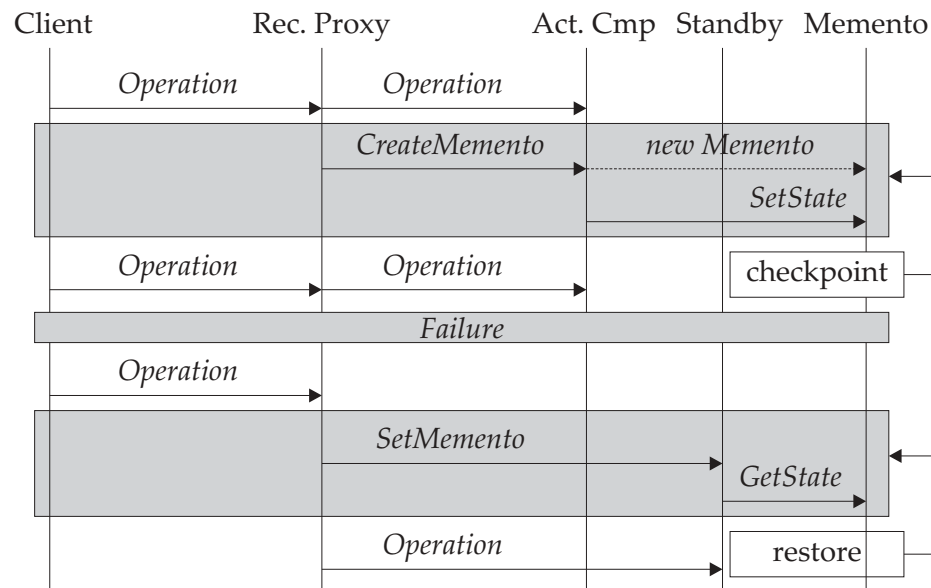 Client Rec. Proxy Act. Cmp Standby Memento
Operation Operation
CreateMemento new Memento
SetState
Operation Operation checkpoint
Failure
Operation
SetMemento
GetState
Operation restore